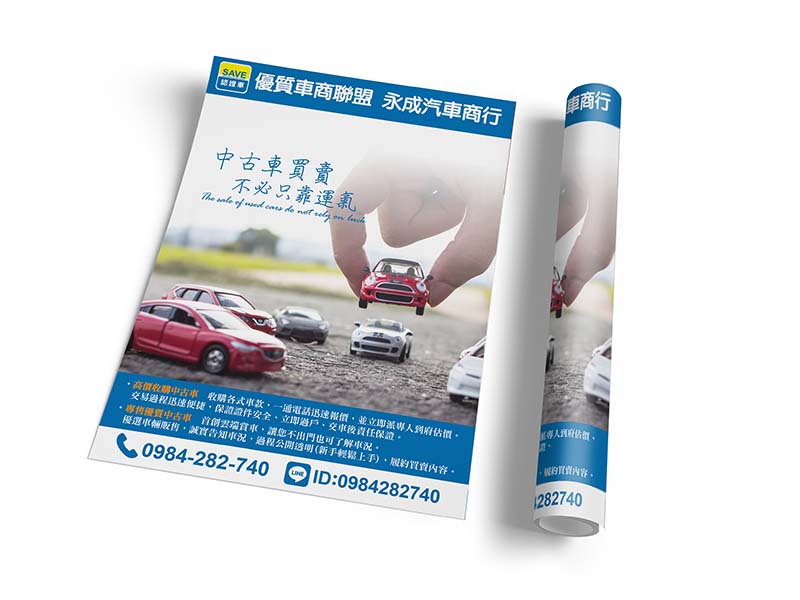 SAVE
認證車
優質車商聯盟 永成汽車商行
中古車買賣
不必只靠運氣
The sale of used cars do not rely on luck
・高價收購中古車 收購各式車款，一通電話迅速報價，並立即派專人到府估價。
交易過程迅速便捷、保證證件安全、立即過戶、交車後責任保證。
・專售優質中古車 首創雲端賞車，讓您不出門也可了解車況。
優選車輛販售，誠實告知車況，過程公開透明(新手輕鬆上手)、履約買賣內容。
0984-282-740
LINE
ID:0984282740
車商行
派專人到府估價。
證。
、履約買賣內容。
4282740